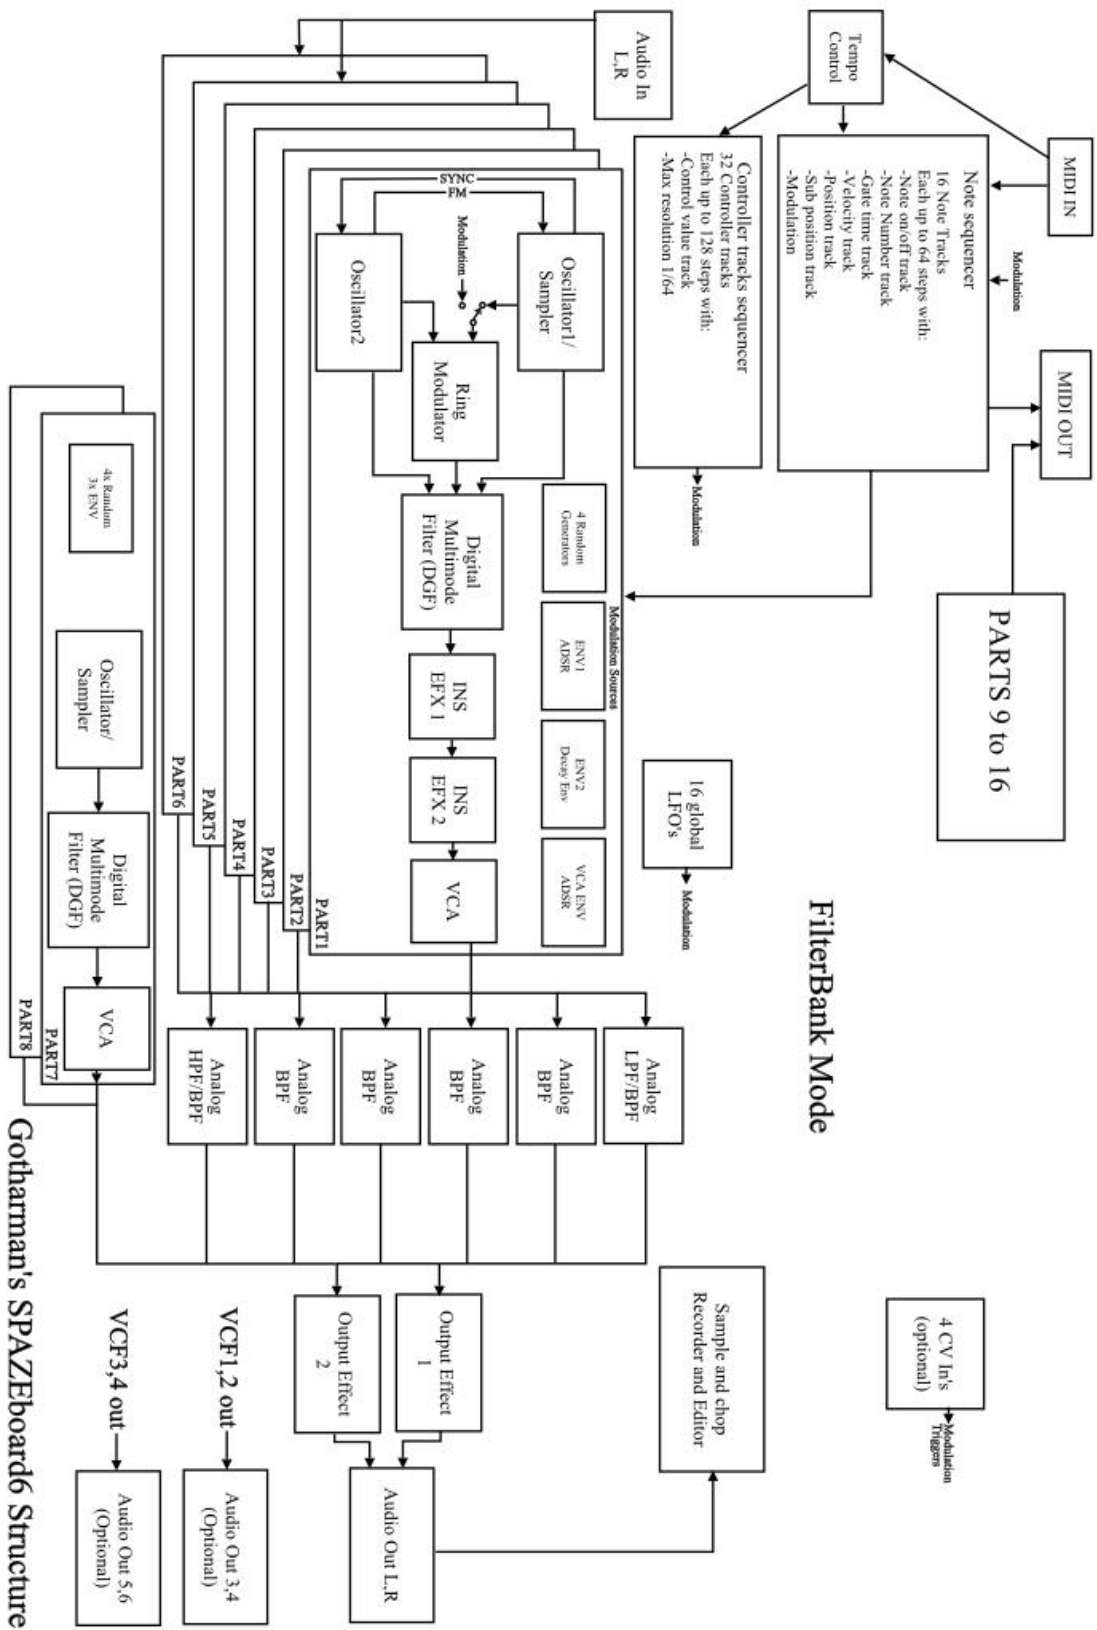 FilterBank Mode
MIDI IN
MIDI OUT
PARTS 9 to 16
4 CV In's
(optional)
Modulation
Triggers
Modulation
Tempo
Control
Note sequencer
16 Note Tracks
Each up to 64 steps with:
-Note on/off track
-Note Number track
-Gate time track
-Velocity track
-Position track
-Sub position track
-Modulation
Controller tracks sequencer
32 Controller tracks
Each up to 128 steps with:
-Control value track
-Max resolution 1/64
Modulation
16 global
LFO's
Modulation
Sample and chop
Recorder and Editor
Audio In
L,R
Modulation Sources
4 Random
Generators
ENV1
ADSR
ENV2
Decay Env
VCA ENV
ADSR
SYNC
FM
Modulation
Oscillator1/
Sampler
Oscillator2
Ring
Modulator
Digital
Multimode
Filter (DGF)
INS
EFX 1
INS
EFX 2
VCA
PART1
PART2
PART3
PART4
PART5
PART6
Analog
LPF/BPF
Analog
BPF
Analog
BPF
Analog
BPF
Analog
BPF
Analog
HPF/BPF
Output Effect
1
Output Effect
2
Audio Out L,R
VCF1,2 out
Audio Out 3,4
(Optional)
VCF3,4 out
Audio Out 5,6
(Optional)
4x Random
3x ENV
Oscillator/
Sampler
Digital
Multimode
Filter (DGF)
VCA
PART7
PART8
Gotharman's SPAZEboard6 Structure